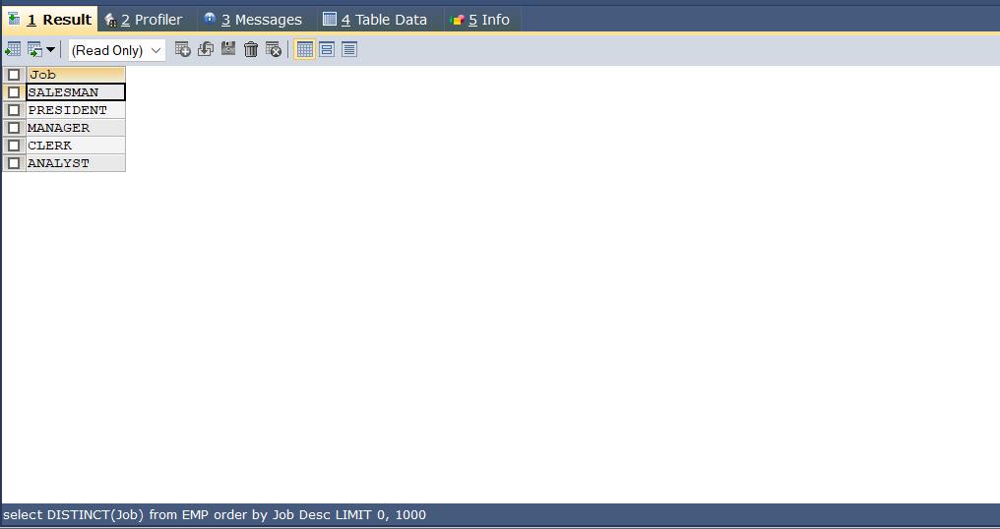 1 Result 2 Profiler 3 Messages 4 Table Data 5 Info
(Read Only)
Job
SALESMAN
PRESIDENT
MANAGER
CLERK
ANALYST
select DISTINCT(Job) from EMP order by Job Desc LIMIT 0, 1000